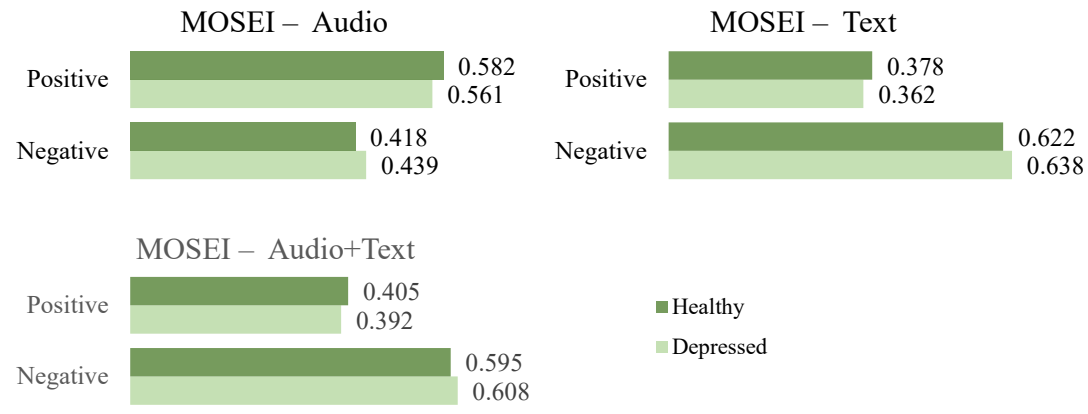 MOSEI – Audio
Positive
0.582
0.561
Negative
0.418
0.439
MOSEI – Text
Positive
0.378
0.362
Negative
0.622
0.638
MOSEI – Audio+Text
Positive
0.405
0.392
Negative
0.595
0.608
Healthy
Depressed